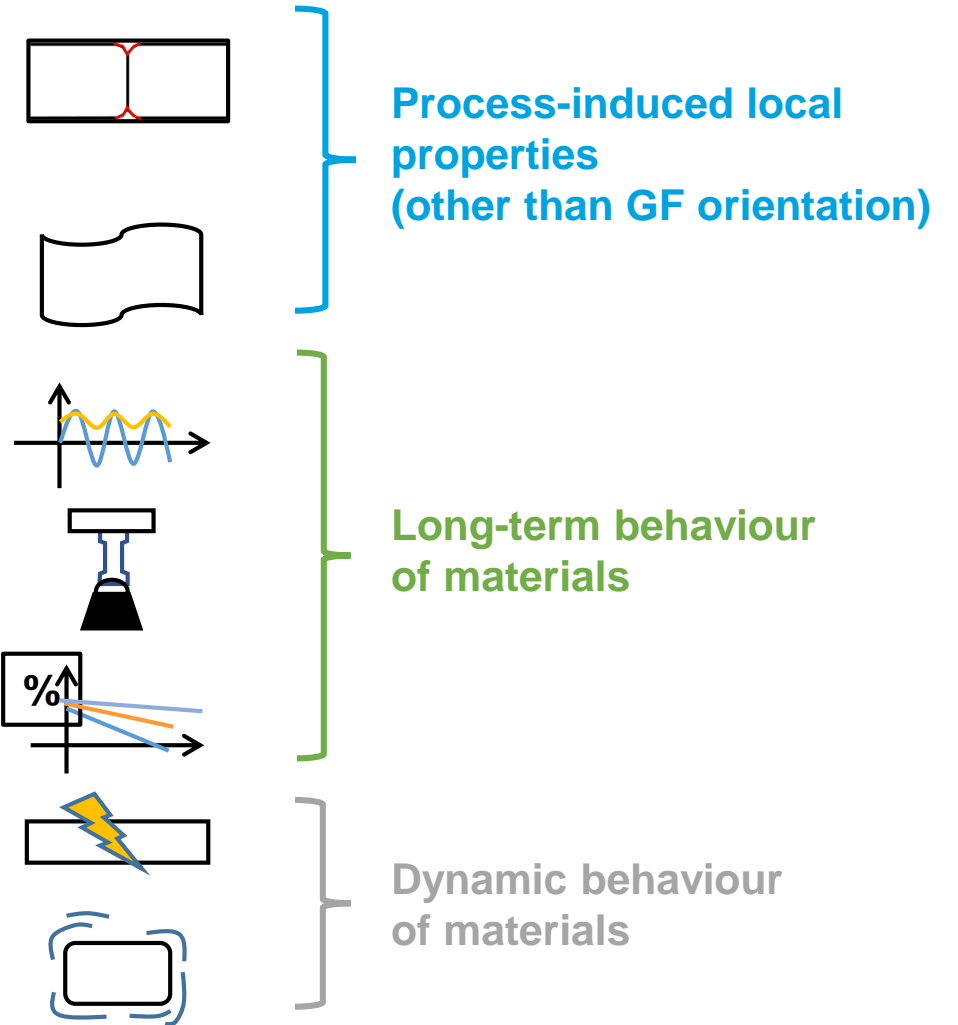 Process-induced local
properties
(other than GF orientation)
Long-term behaviour
of materials
%
Dynamic behaviour
of materials